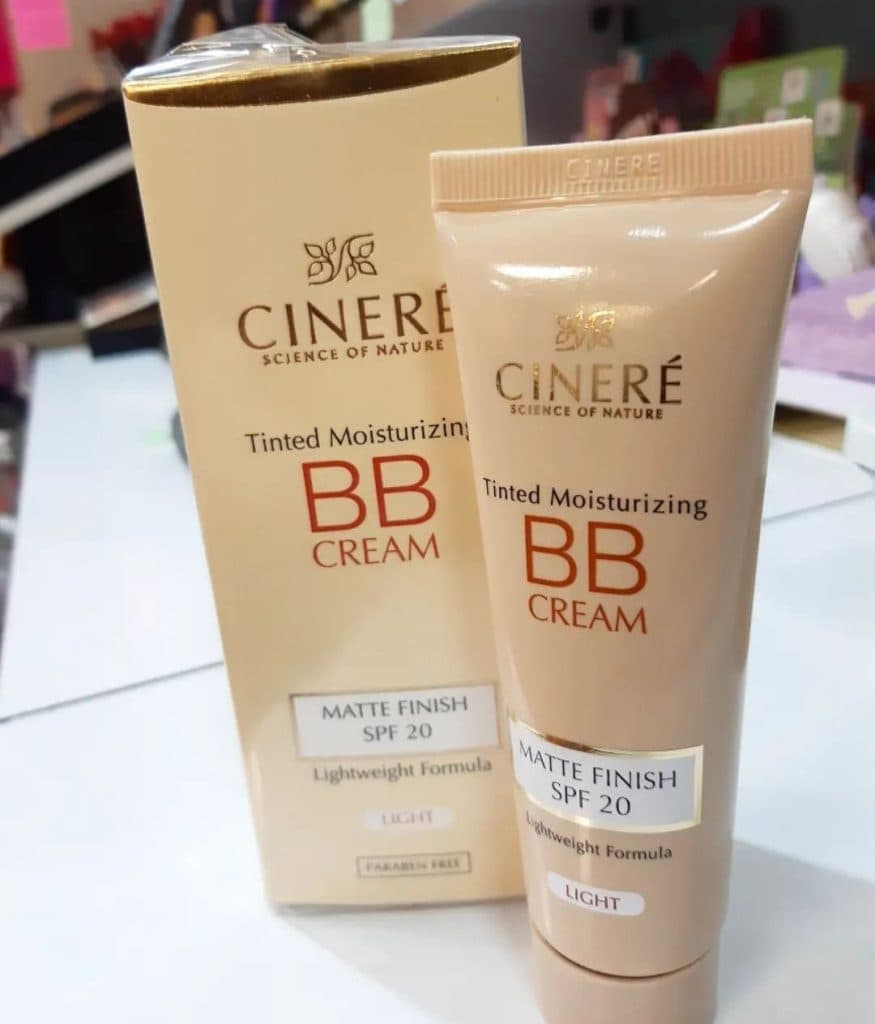 CINERÉ
SCIENCE OF NATURE
Tinted Moisturizing
BB
CREAM
MATTE FINISH
SPF 20
Lightweight Formula
LIGHT
PARABEN FREE
CINERE
CINERÉ
SCIENCE OF NATURE
Tinted Moisturizing
BB
CREAM
MATTE FINISH
SPF 20
Lightweight Formula
LIGHT